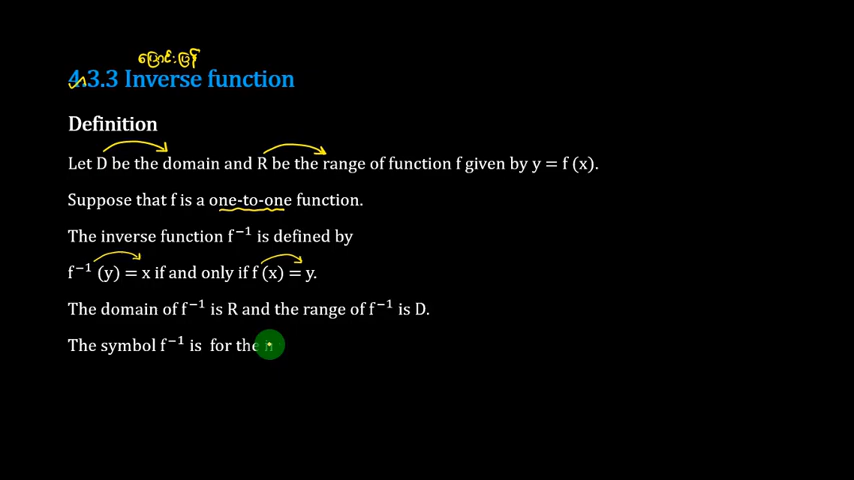 ပြောင်းပြန်
4.3.3 Inverse function
Definition
Let D be the domain and R be the range of function f given by y = f (x).
Suppose that f is a one-to-one function.
The inverse function f⁻¹ is defined by
f⁻¹ (y) = x if and only if f (x) = y.
The domain of f⁻¹ is R and the range of f⁻¹ is D.
The symbol f⁻¹ is for the